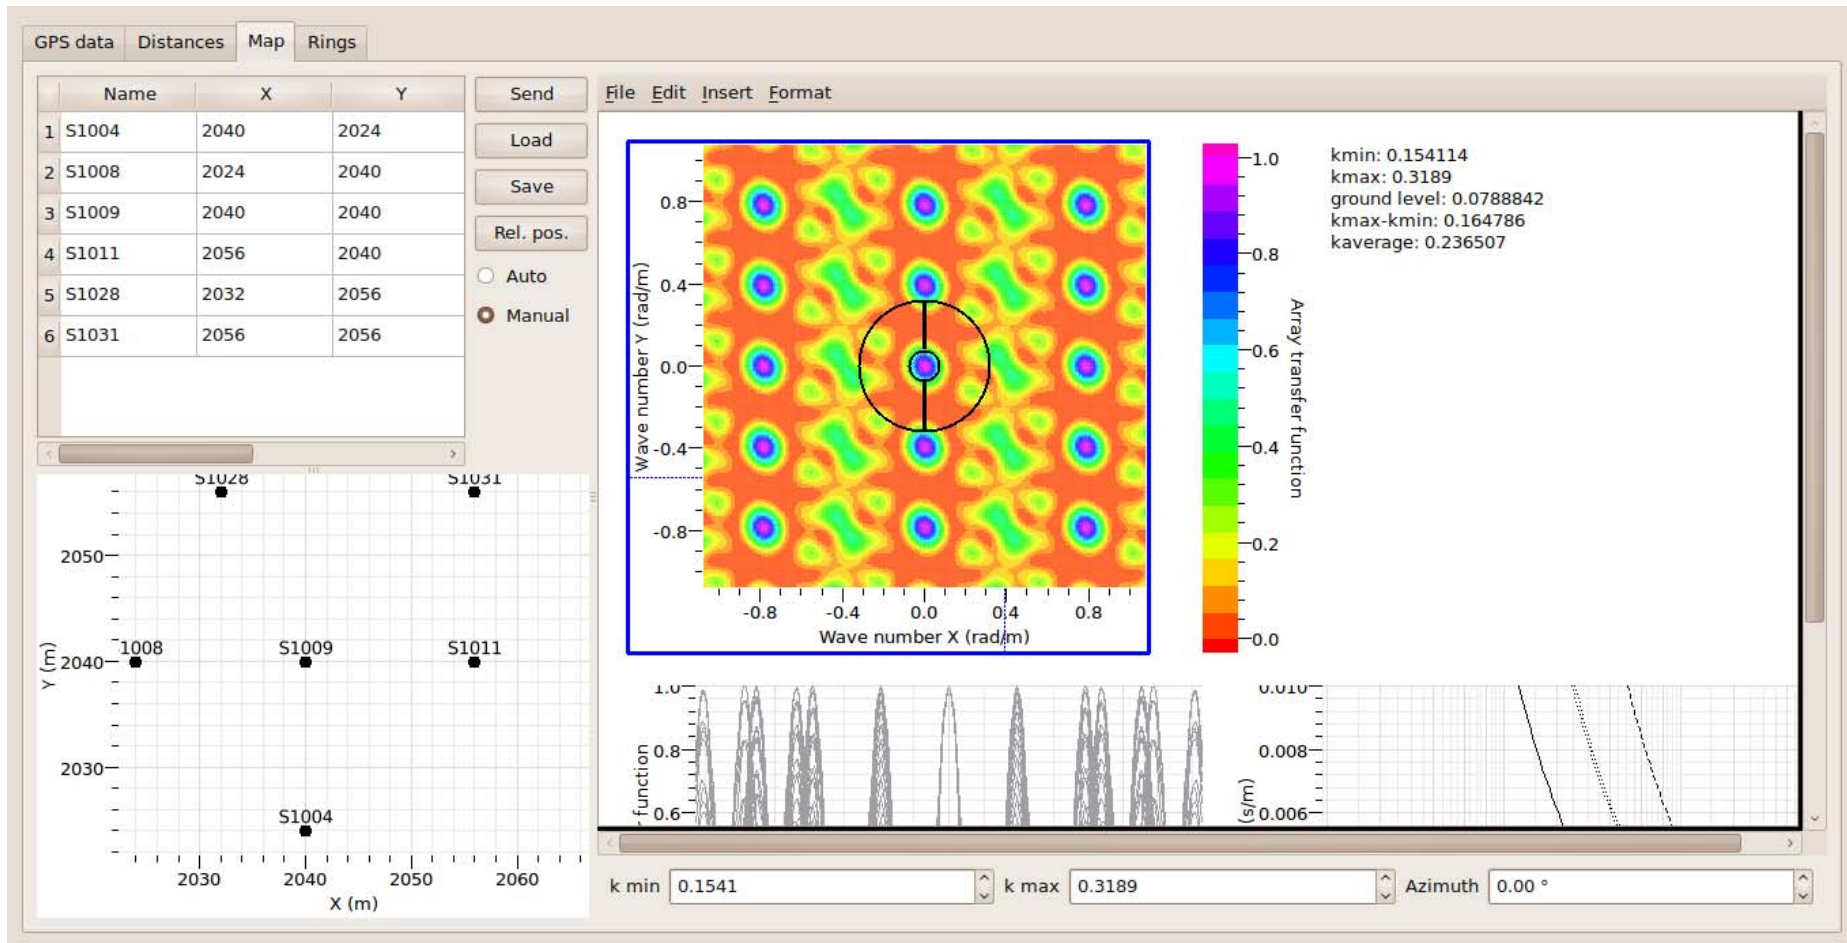 GPS data Distances Map Rings
Name X Y
1 S1004 2040 2024
2 S1008 2024 2040
3 S1009 2040 2040
4 S1011 2056 2040
5 S1028 2032 2056
6 S1031 2056 2056
Send
Load
Save
Rel. pos.
Auto
Manual
S1028 S1031
1008 S1009 S1011
S1004
2050
2040
2030
Y (m)
2030 2040 2050 2060
X (m)
File Edit Insert Format
0.8
0.4
0.0
-0.4
-0.8
Wave number Y (rad/m)
-0.8 -0.4 0.0 0.4 0.8
Wave number X (rad/m)
1.0
0.8
0.6
0.4
0.2
0.0
Array transfer function
kmin: 0.154114
kmax: 0.3189
ground level: 0.0788842
kmax-kmin: 0.164786
kaverage: 0.236507
1.0
0.8
0.6
function
0.010
0.008
0.006
(s/m)
k min 0.1541 k max 0.3189 Azimuth 0.00 °